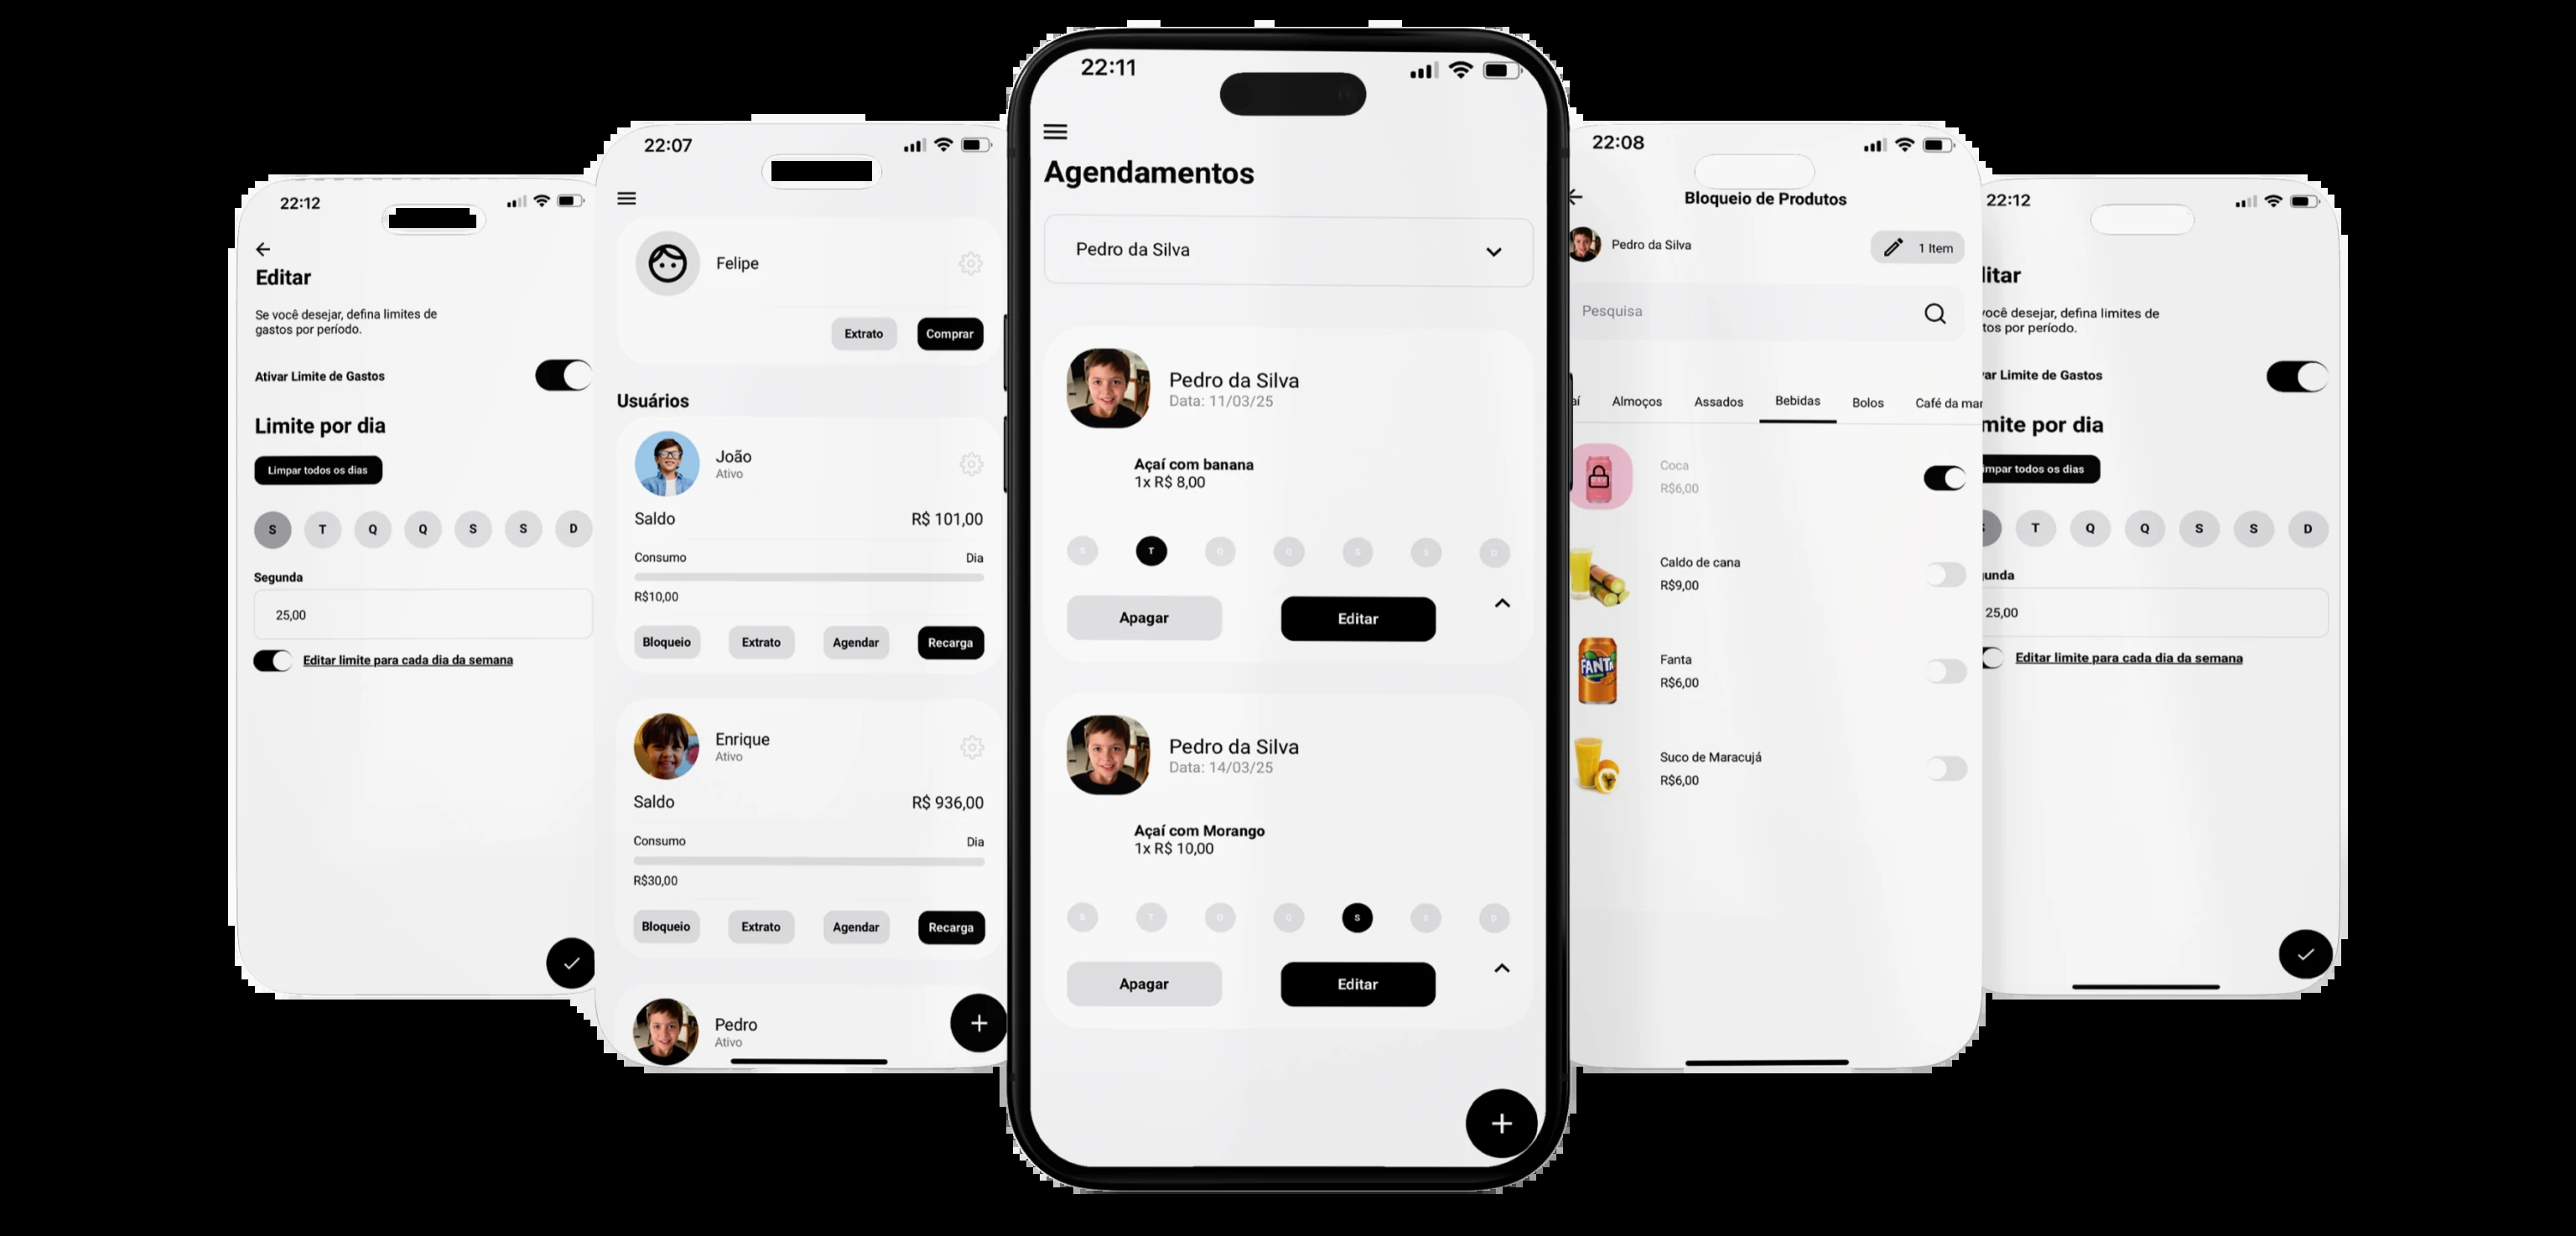 22:12
Editar
Se você desejar, defina limites de
gastos por período.
Ativar Limite de Gastos
Limite por dia
Limpar todos os dias
S T Q Q S S D
Segunda
25,00
Editar limite para cada dia da semana
22:07
Felipe
Extrato Comprar
Usuários
João
Ativo
Saldo R$ 101,00
Consumo Dia
R$10,00
Bloqueio Extrato Agendar Recarga
Enrique
Ativo
Saldo R$ 936,00
Consumo Dia
R$30,00
Bloqueio Extrato Agendar Recarga
Pedro
Ativo
22:11
Agendamentos
Pedro da Silva
Pedro da Silva
Data: 11/03/25
Açaí com banana
1x R$ 8,00
S T Q Q S S D
Apagar Editar
Pedro da Silva
Data: 14/03/25
Açaí com Morango
1x R$ 10,00
S T Q Q S S D
Apagar Editar
22:08
Bloqueio de Produtos
Pedro da Silva 1 Item
Pesquisa
aí Almoços Assados Bebidas Bolos Café da mar
Coca
R$6,00
Caldo de cana
R$9,00
FANTA
Fanta
R$6,00
Suco de Maracujá
R$6,00
22:12
itar
ocê desejar, defina limites de
tos por período.
ar Limite de Gastos
mite por dia
impar todos os dias
S T Q Q S S D
unda
25,00
Editar limite para cada dia da semana